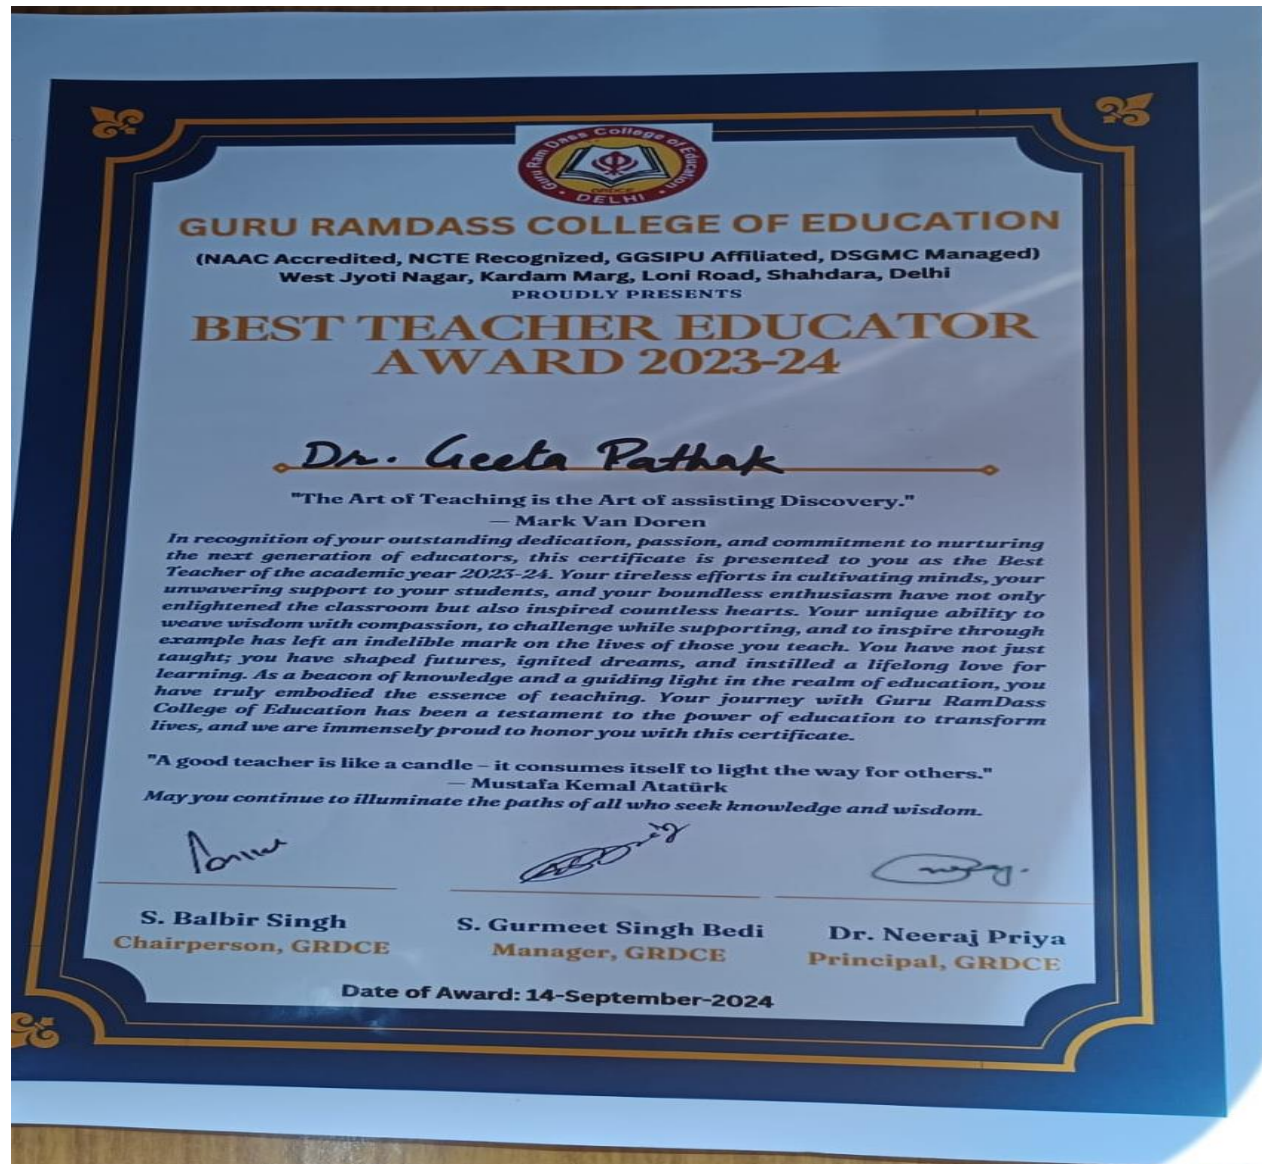 Guru Ram Dass College of Education
GRDCE
DELHI
GURU RAMDASS COLLEGE OF EDUCATION
(NAAC Accredited, NCTE Recognized, GGSIPU Affiliated, DSGMC Managed)
West Jyoti Nagar, Kardam Marg, Loni Road, Shahdara, Delhi
PROUDLY PRESENTS
BEST TEACHER EDUCATOR
AWARD 2023-24
Dr. Geeta Pathak
"The Art of Teaching is the Art of assisting Discovery."
— Mark Van Doren
In recognition of your outstanding dedication, passion, and commitment to nurturing
the next generation of educators, this certificate is presented to you as the Best
Teacher of the academic year 2023-24. Your tireless efforts in cultivating minds, your
unwavering support to your students, and your boundless enthusiasm have not only
enlightened the classroom but also inspired countless hearts. Your unique ability to
weave wisdom with compassion, to challenge while supporting, and to inspire through
example has left an indelible mark on the lives of those you teach. You have not just
taught; you have shaped futures, ignited dreams, and instilled a lifelong love for
learning. As a beacon of knowledge and a guiding light in the realm of education, you
have truly embodied the essence of teaching. Your journey with Guru RamDass
College of Education has been a testament to the power of education to transform
lives, and we are immensely proud to honor you with this certificate.
"A good teacher is like a candle – it consumes itself to light the way for others."
— Mustafa Kemal Atatürk
May you continue to illuminate the paths of all who seek knowledge and wisdom.
S. Balbir Singh
Chairperson, GRDCE
S. Gurmeet Singh Bedi
Manager, GRDCE
Dr. Neeraj Priya
Principal, GRDCE
Date of Award: 14-September-2024